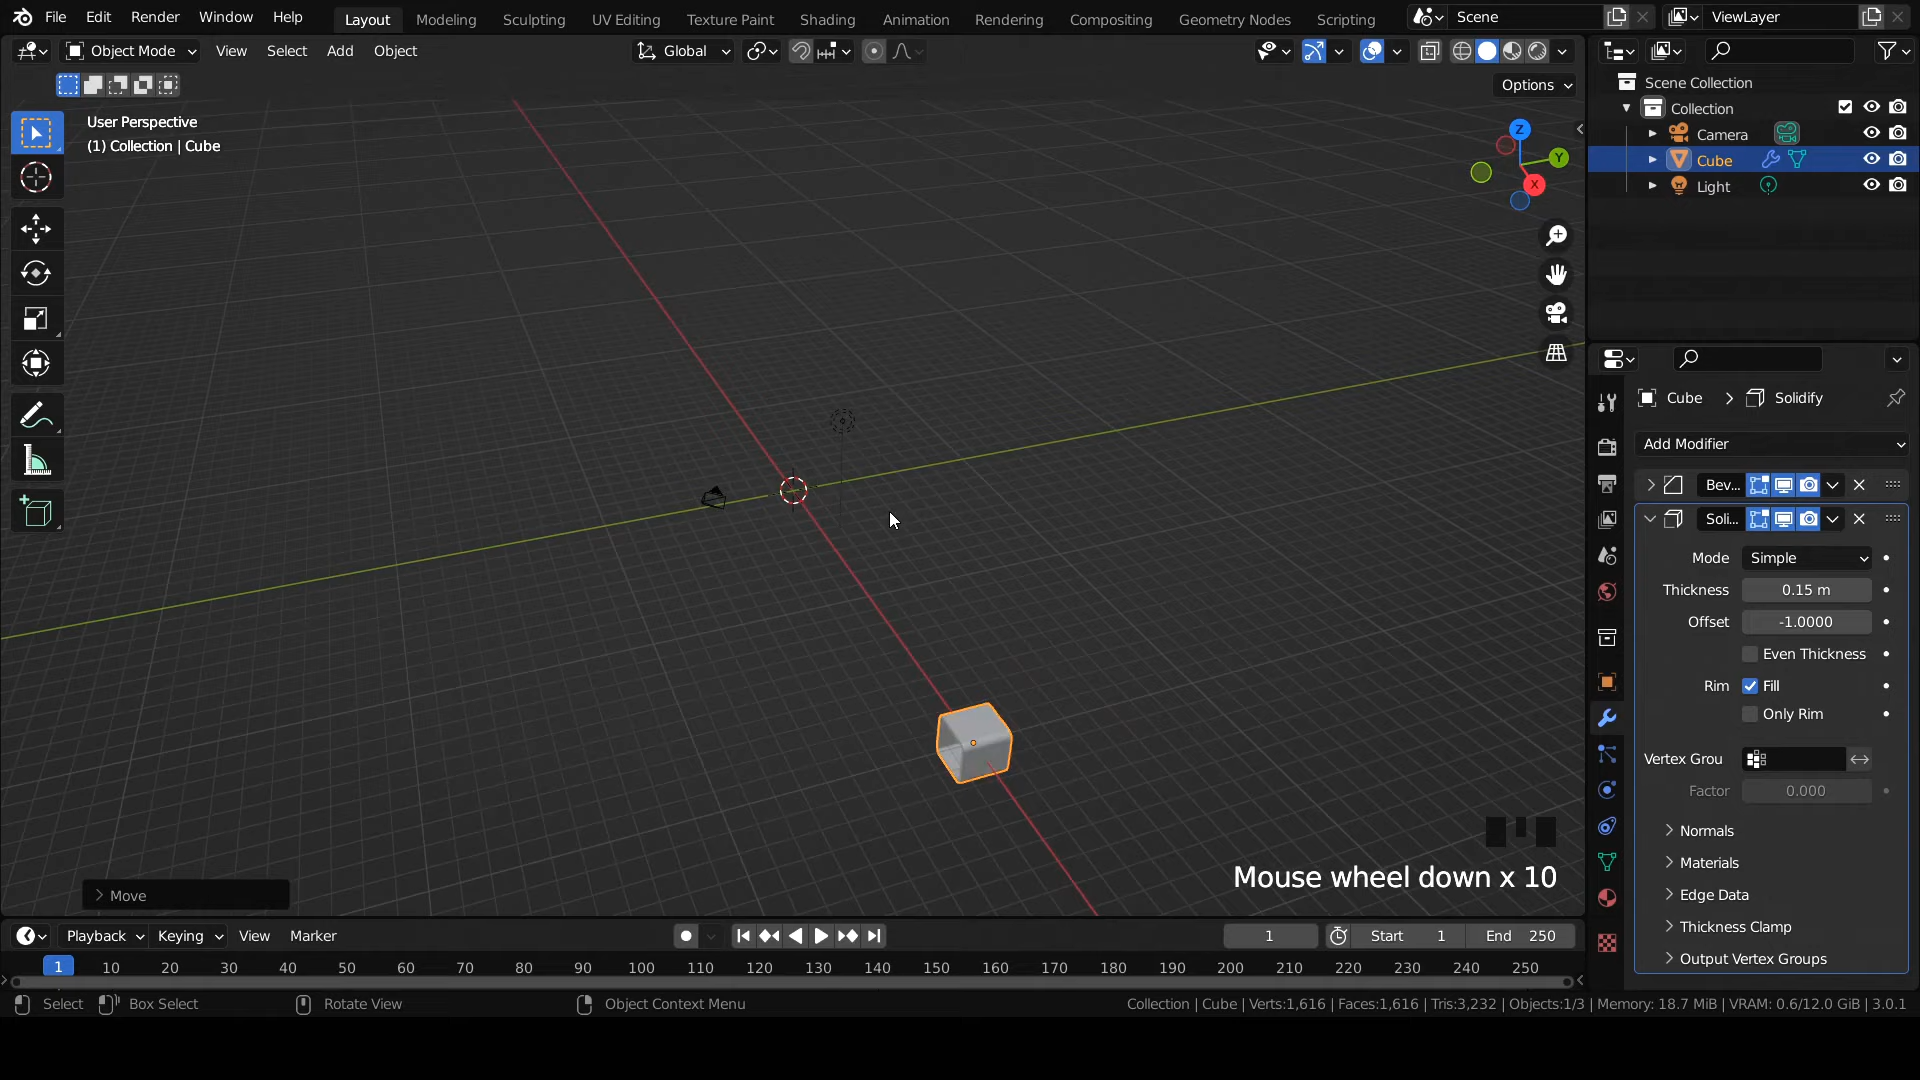 File Edit Render Window Help Layout Modeling Sculpting UV Editing Texture Paint Shading Animation Rendering Compositing Geometry Nodes Scripting Scene ViewLayer
Object Mode View Select Add Object Global
Options
User Perspective
(1) Collection | Cube
Z
Y
X
Scene Collection
Collection
Camera
Cube
Light
Cube > Solidify
Add Modifier
Bev...
Soli...
Mode Simple
Thickness 0.15 m
Offset -1.0000
Even Thickness
Rim Fill
Only Rim
Vertex Grou
Factor 0.000
Normals
Materials
Edge Data
Thickness Clamp
Output Vertex Groups
Mouse wheel down x 10
Move
Playback Keying View Marker 1 Start 1 End 250
1 10 20 30 40 50 60 70 80 90 100 110 120 130 140 150 160 170 180 190 200 210 220 230 240 250
Select Box Select Rotate View Object Context Menu Collection | Cube | Verts:1,616 | Faces:1,616 | Tris:3,232 | Objects:1/3 | Memory: 18.7 MiB | VRAM: 0.6/12.0 GiB | 3.0.1